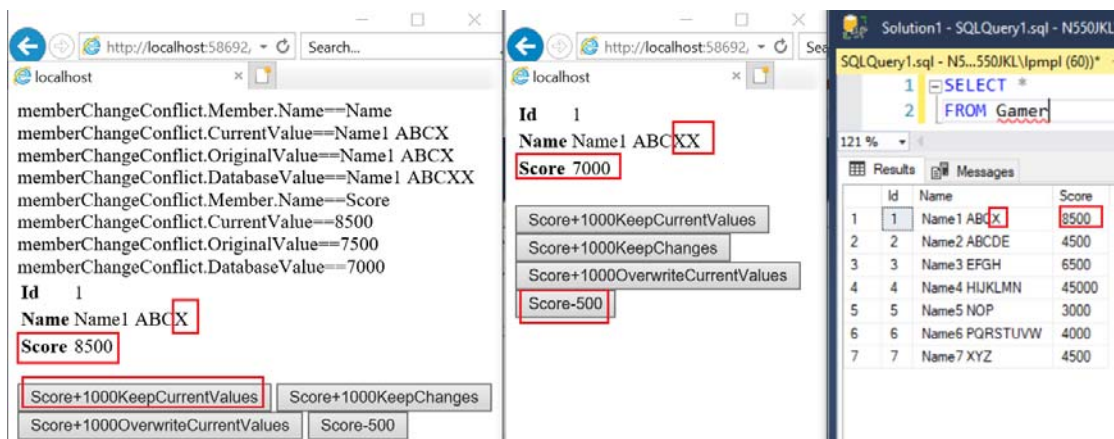 http://localhost:58692,
Search...
localhost
memberChangeConflict.Member.Name==Name
memberChangeConflict.CurrentValue==Name1 ABCX
memberChangeConflict.OriginalValue==Name1 ABCX
memberChangeConflict.DatabaseValue==Name1 ABCXX
memberChangeConflict.Member.Name==Score
memberChangeConflict.CurrentValue==8500
memberChangeConflict.OriginalValue==7500
memberChangeConflict.DatabaseValue==7000
Id 1
Name Name1 ABCX
Score 8500
Score+1000KeepCurrentValues Score+1000KeepChanges
Score+1000OverwriteCurrentValues Score-500
http://localhost:58692,
Sea
localhost
Id 1
Name Name1 ABCXX
Score 7000
Score+1000KeepCurrentValues
Score+1000KeepChanges
Score+1000OverwriteCurrentValues
Score-500
Solution1 - SQLQuery1.sql - N550JKL
SQLQuery1.sql - N5...550JKL\lpmpl (60))*
1 SELECT *
2 FROM Gamer
121 %
Results Messages
Id Name Score
1 1 Name1 ABCX 8500
2 2 Name2 ABCDE 4500
3 3 Name3 EFGH 6500
4 4 Name4 HIJKLMN 45000
5 5 Name5 NOP 3000
6 6 Name6 PQRSTUVW 4000
7 7 Name7 XYZ 4500